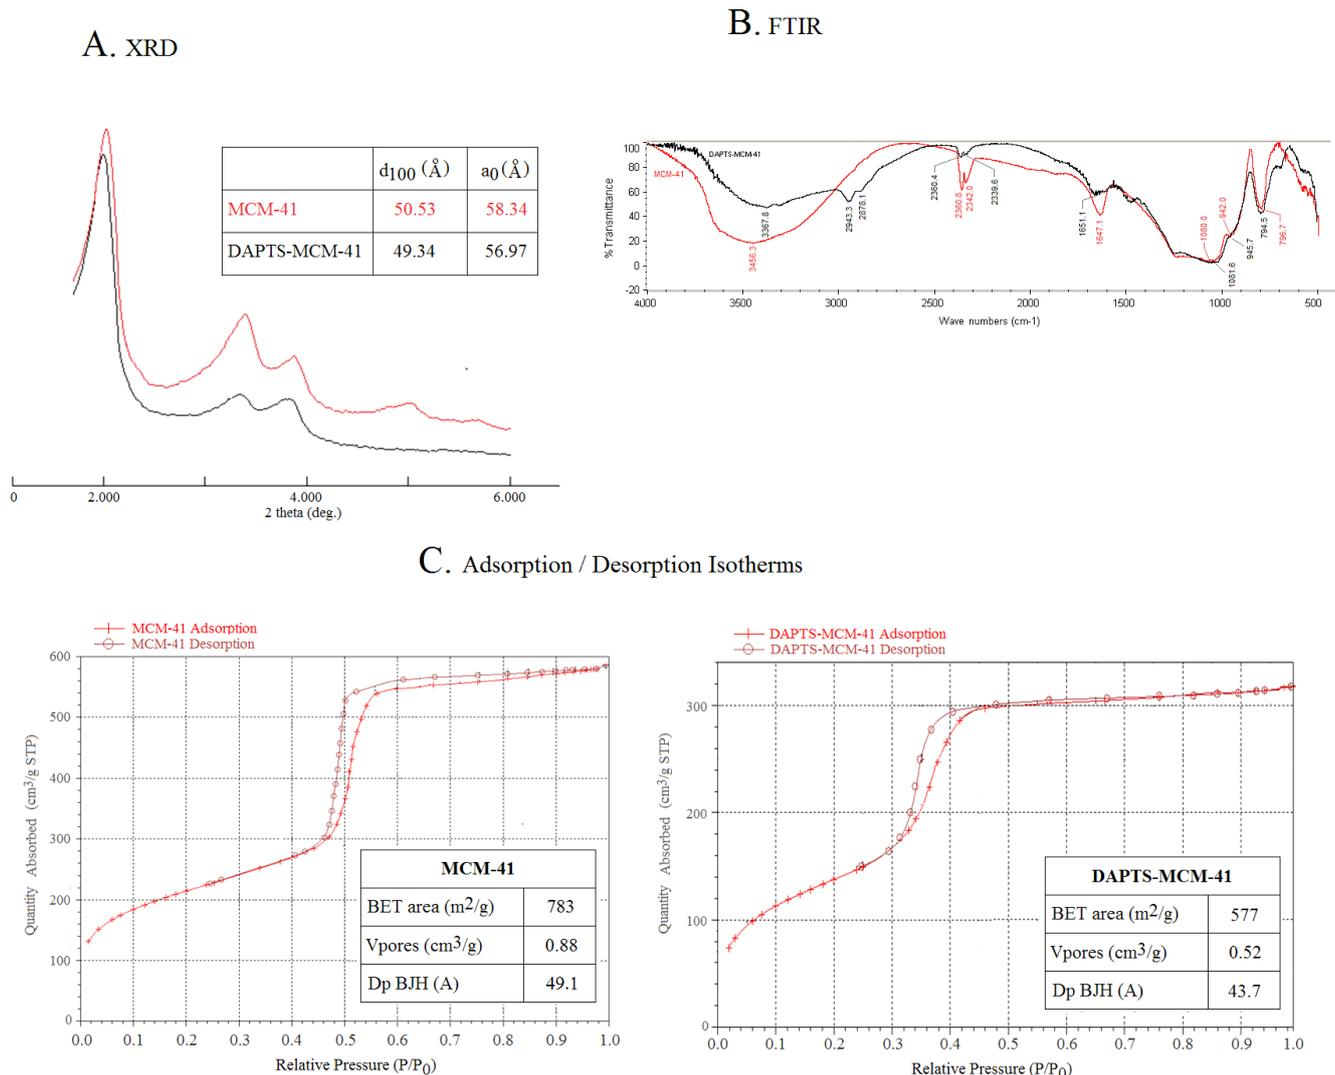 A. XRD
d100 (Å) a0 (Å)
MCM-41 50.53 58.34
DAPTS-MCM-41 49.34 56.97
0 2.000 4.000 6.000
2 theta (deg.)
B. FTIR
% Transmittance
100
80
60
40
20
0
-20
DAPTS-MCM-41
MCM-41
3456.3
3367.8
2943.3
2878.1
2360.4
2360.8
2342.0
2339.6
1651.1
1647.1
1080.0
942.0
1081.6
945.7
794.5
796.7
4000 3500 3000 2500 2000 1500 1000 500
Wave numbers (cm-1)
C. Adsorption / Desorption Isotherms
MCM-41 Adsorption
MCM-41 Desorption
Quantity Absorbed (cm3/g STP)
600
500
400
300
200
100
0
MCM-41
BET area (m2/g) 783
Vpores (cm3/g) 0.88
Dp BJH (A) 49.1
0.0 0.1 0.2 0.3 0.4 0.5 0.6 0.7 0.8 0.9 1.0
Relative Pressure (P/P0)
DAPTS-MCM-41 Adsorption
DAPTS-MCM-41 Desorption
Quantity Absorbed (cm3/g STP)
300
200
100
0
DAPTS-MCM-41
BET area (m2/g) 577
Vpores (cm3/g) 0.52
Dp BJH (A) 43.7
0.0 0.1 0.2 0.3 0.4 0.5 0.6 0.7 0.8 0.9 1.0
Relative Pressure (P/P0)